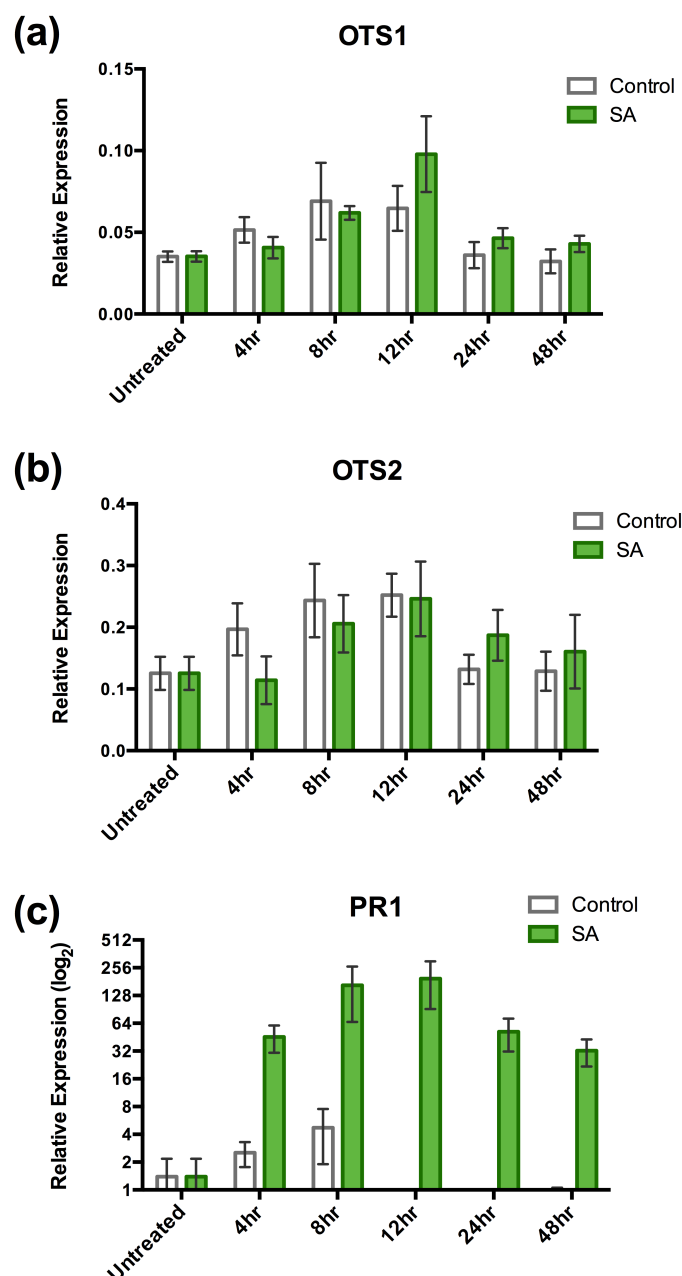 (a)
OTS1
Relative Expression
0.15
0.10
0.05
0.00
Control
SA
Untreated
4hr
8hr
12hr
24hr
48hr
(b)
OTS2
Relative Expression
0.4
0.3
0.2
0.1
0.0
Control
SA
Untreated
4hr
8hr
12hr
24hr
48hr
(c)
PR1
Relative Expression (log2)
512
256
128
64
32
16
8
4
2
1
Control
SA
Untreated
4hr
8hr
12hr
24hr
48hr